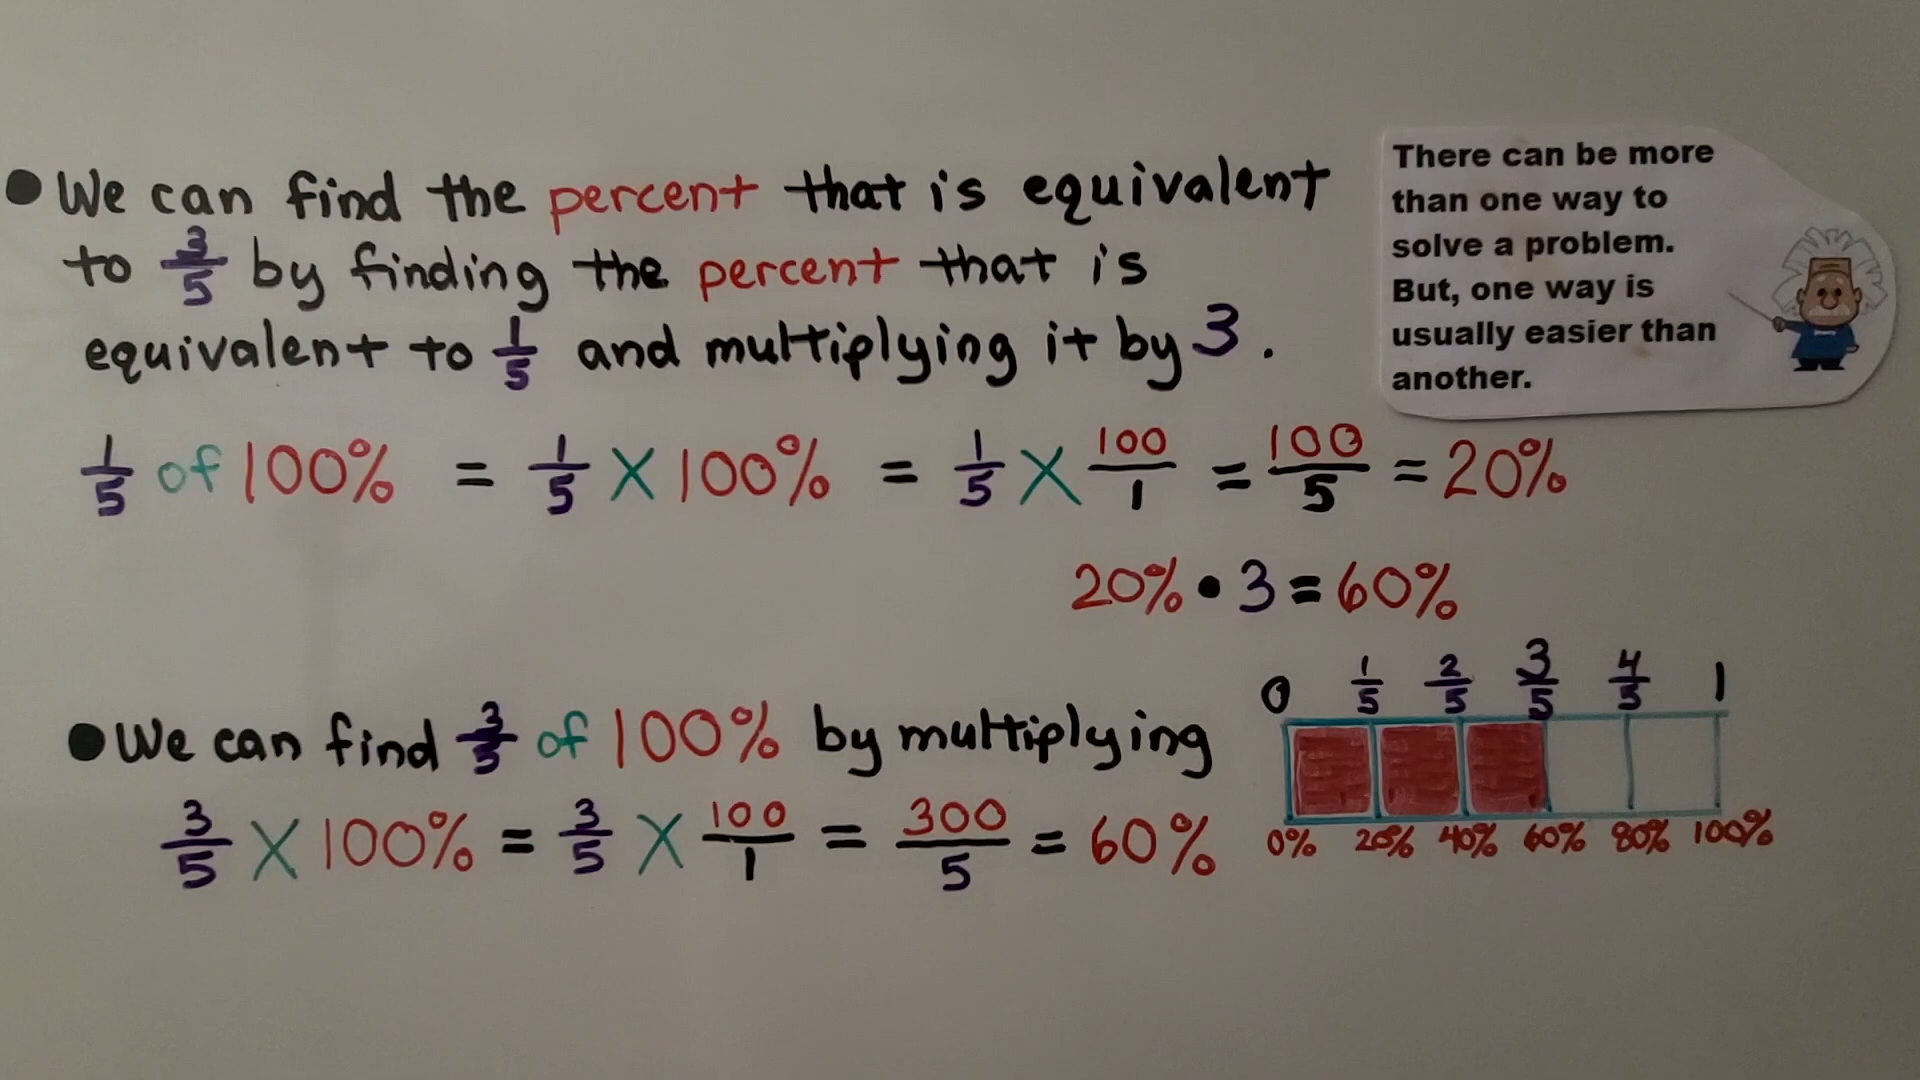 ● We can find the percent that is equivalent
to 3/5 by finding the percent that is
equivalent to 1/5 and multiplying it by 3.
There can be more
than one way to
solve a problem.
But, one way is
usually easier than
another.
1/5 of 100% = 1/5 X 100% = 1/5 X 100/1 = 100/5 = 20%
20% • 3 = 60%
● We can find 3/5 of 100% by multiplying
3/5 X 100% = 3/5 X 100/1 = 300/5 = 60%
0 1/5 2/5 3/5 4/5 1
0% 20% 40% 60% 80% 100%